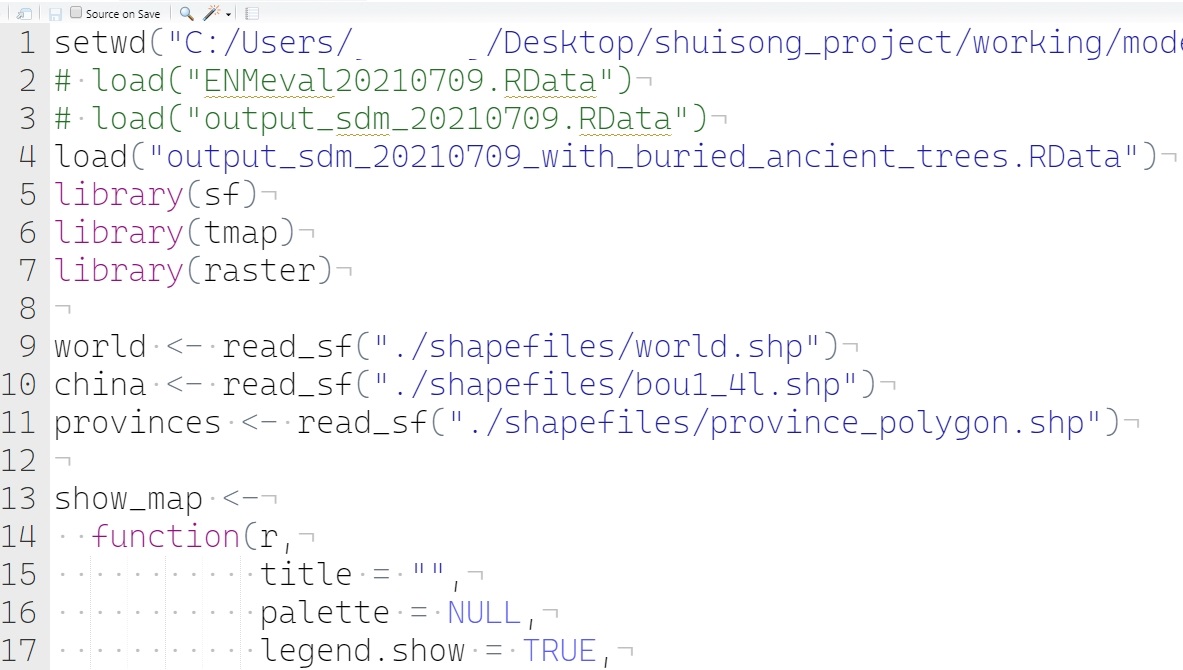 Source on Save
1 setwd("C:/Users/ /Desktop/shuisong_project/working/mode
2 # load("ENMeval20210709.RData")
3 # load("output_sdm_20210709.RData")
4 load("output_sdm_20210709_with_buried_ancient_trees.RData")
5 library(sf)
6 library(tmap)
7 library(raster)
8
9 world <- read_sf("./shapefiles/world.shp")
10 china <- read_sf("./shapefiles/bou1_4l.shp")
11 provinces <- read_sf("./shapefiles/province_polygon.shp")
12
13 show_map <-
14 function(r,
15 title = "",
16 palette = NULL,
17 legend.show = TRUE,